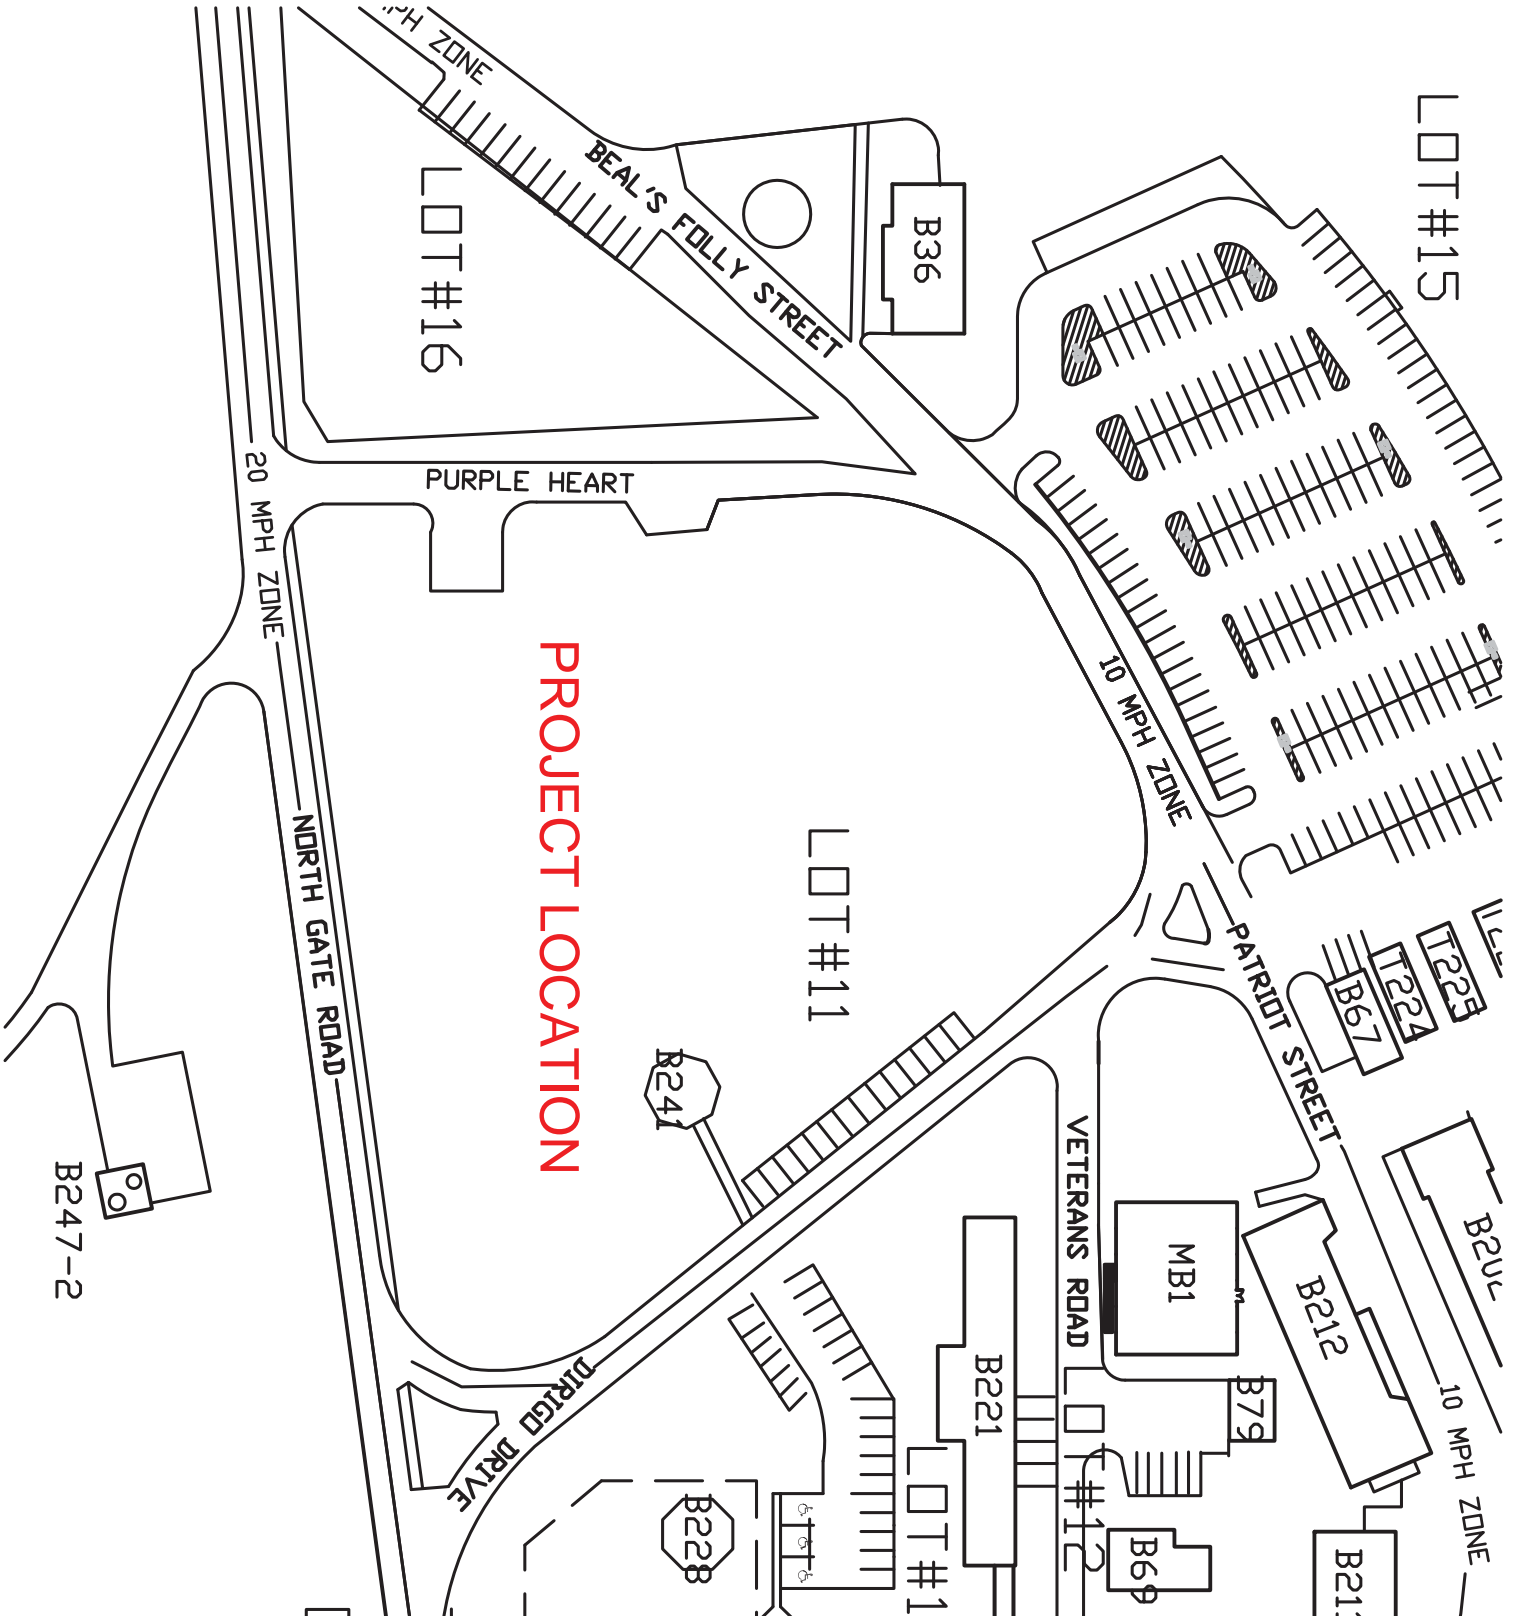 MPH ZONE
LOT #15
BEAL'S FOLLY STREET
B36
LOT #16
PURPLE HEART
20 MPH ZONE
10 MPH ZONE
PROJECT LOCATION
LOT #11
NORTH GATE ROAD
PATRIOT STREET
T225
T224
B67
B241
VETERANS ROAD
B247-2
MB1
B212
B221
B79
DIRIGO DRIVE
LOT #12
10 MPH ZONE
LOT #1
B228
B69